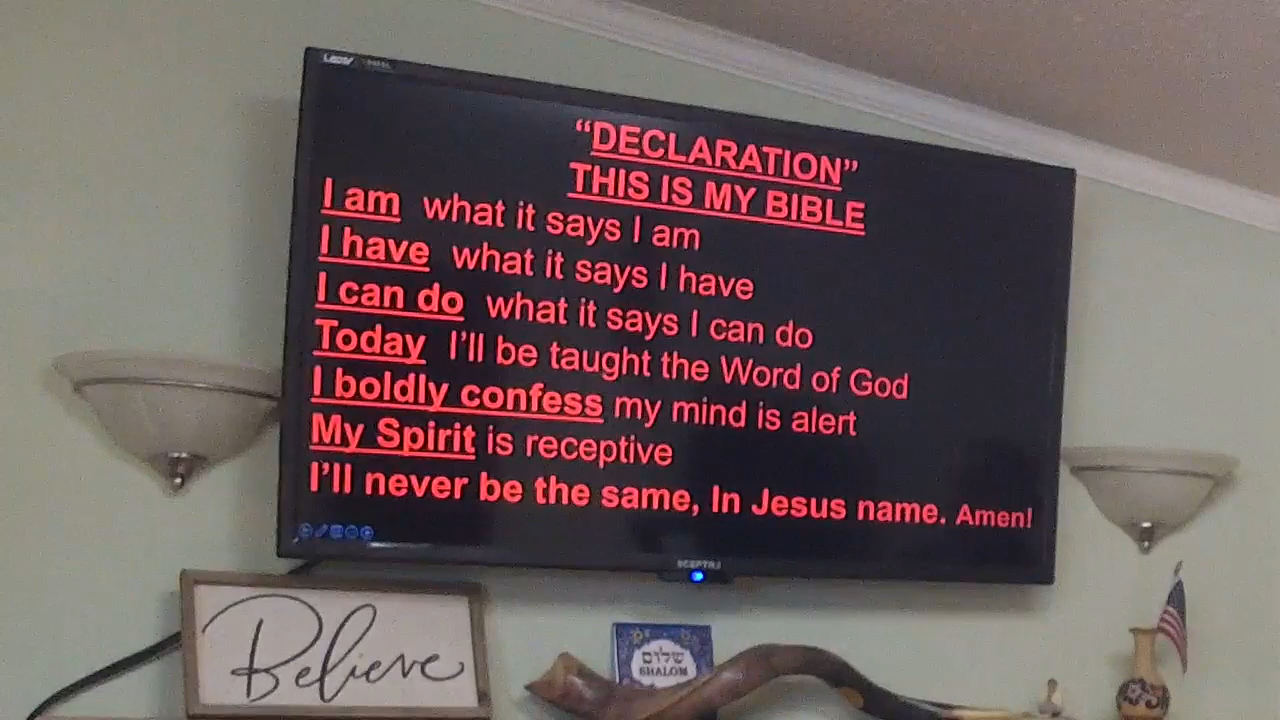 “DECLARATION”
THIS IS MY BIBLE
I am what it says I am
I have what it says I have
I can do what it says I can do
Today I’ll be taught the Word of God
I boldly confess my mind is alert
My Spirit is receptive
I’ll never be the same, In Jesus name. Amen!
SCEPTRE
Believe
שלום
SHALOM